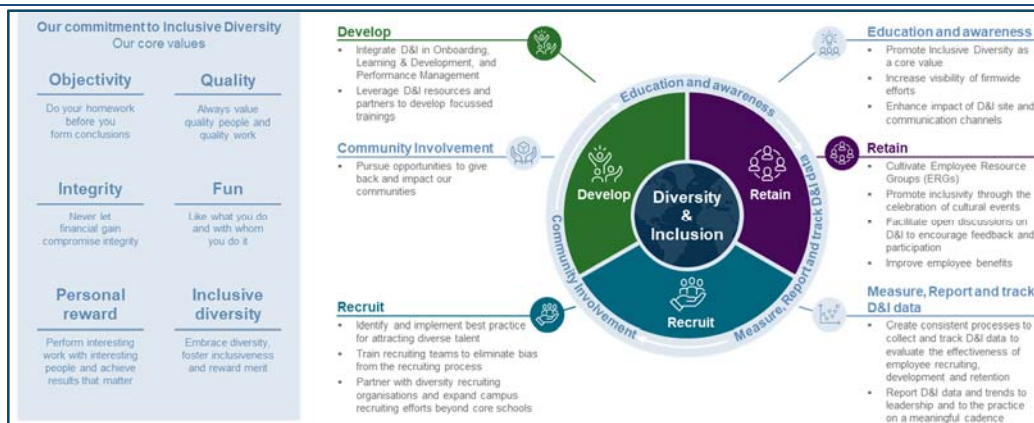 Our commitment to Inclusive Diversity
Our core values
Objectivity
Do your homework
before you
form conclusions
Quality
Always value
quality people and
quality work
Integrity
Never let
financial gain
compromise integrity
Fun
Like what you do
and with whom
you do it
Personal
reward
Perform interesting
work with interesting
people and achieve
results that matter
Inclusive
diversity
Embrace diversity,
foster inclusiveness
and reward merit
Develop
▪ Integrate D&I in Onboarding,
Learning & Development, and
Performance Management
▪ Leverage D&I resources and
partners to develop focussed
trainings
Community Involvement
▪ Pursue opportunities to give
back and impact our
communities
Recruit
▪ Identify and implement best practice
for attracting diverse talent
▪ Train recruiting teams to eliminate bias
from the recruiting process
▪ Partner with diversity recruiting
organisations and expand campus
recruiting efforts beyond core schools
Education and awareness
Measure, Report and track D&I data
Community Involvement
Develop
Retain
Recruit
Diversity
&
Inclusion
Education and awareness
▪ Promote Inclusive Diversity as
a core value
▪ Increase visibility of firmwide
efforts
▪ Enhance impact of D&I site and
communication channels
Retain
▪ Cultivate Employee Resource
Groups (ERGs)
▪ Promote inclusivity through the
celebration of cultural events
▪ Facilitate open discussions on
D&I to encourage feedback and
participation
▪ Improve employee benefits
Measure, Report and track
D&I data
▪ Create consistent processes to
collect and track D&I data to
evaluate the effectiveness of
employee recruiting,
development and retention
▪ Report D&I data and trends to
leadership and to the practice
on a meaningful cadence